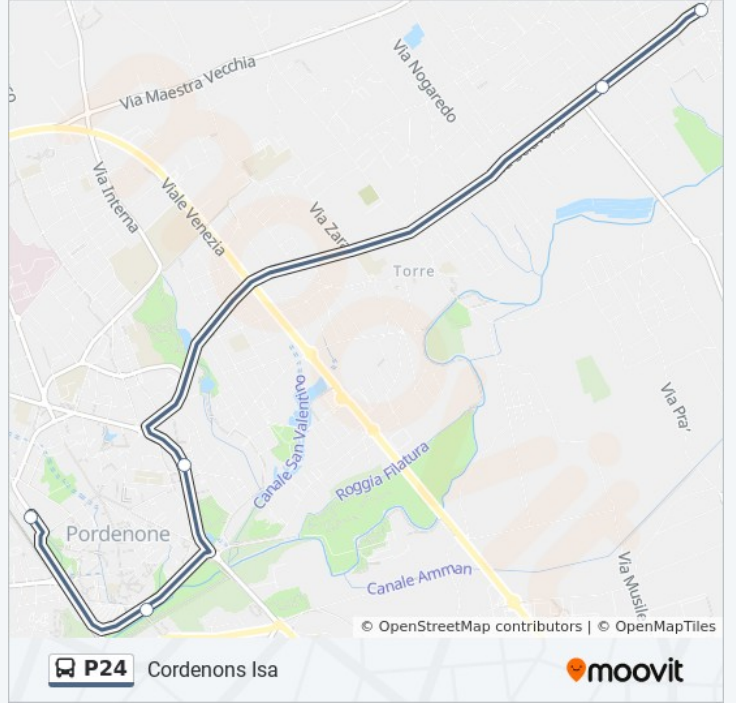 Via Nogaredo
Via Maestra Vecchia
Via Interna
Viale Venezia
Via Zara
Torre
Canale San Valentino
Via Pra'
Roggia Filatura
Pordenone
Canale Amman
Via Musile
© OpenStreetMap contributors | © OpenMapTiles
P24 Cordenons Isa
moovit